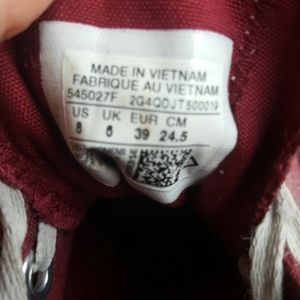 MADE IN VIETNAM
FABRIQUE AU VIETNAM
545027F 2G4QDJT500019
US UK EUR CM
8 6 39 24.5